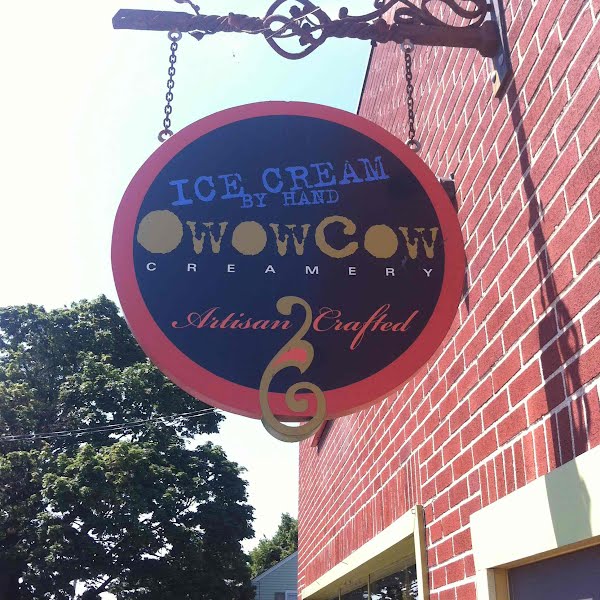 ICE CREAM
BY HAND
OwowCow
CREAMERY
Artisan Crafted